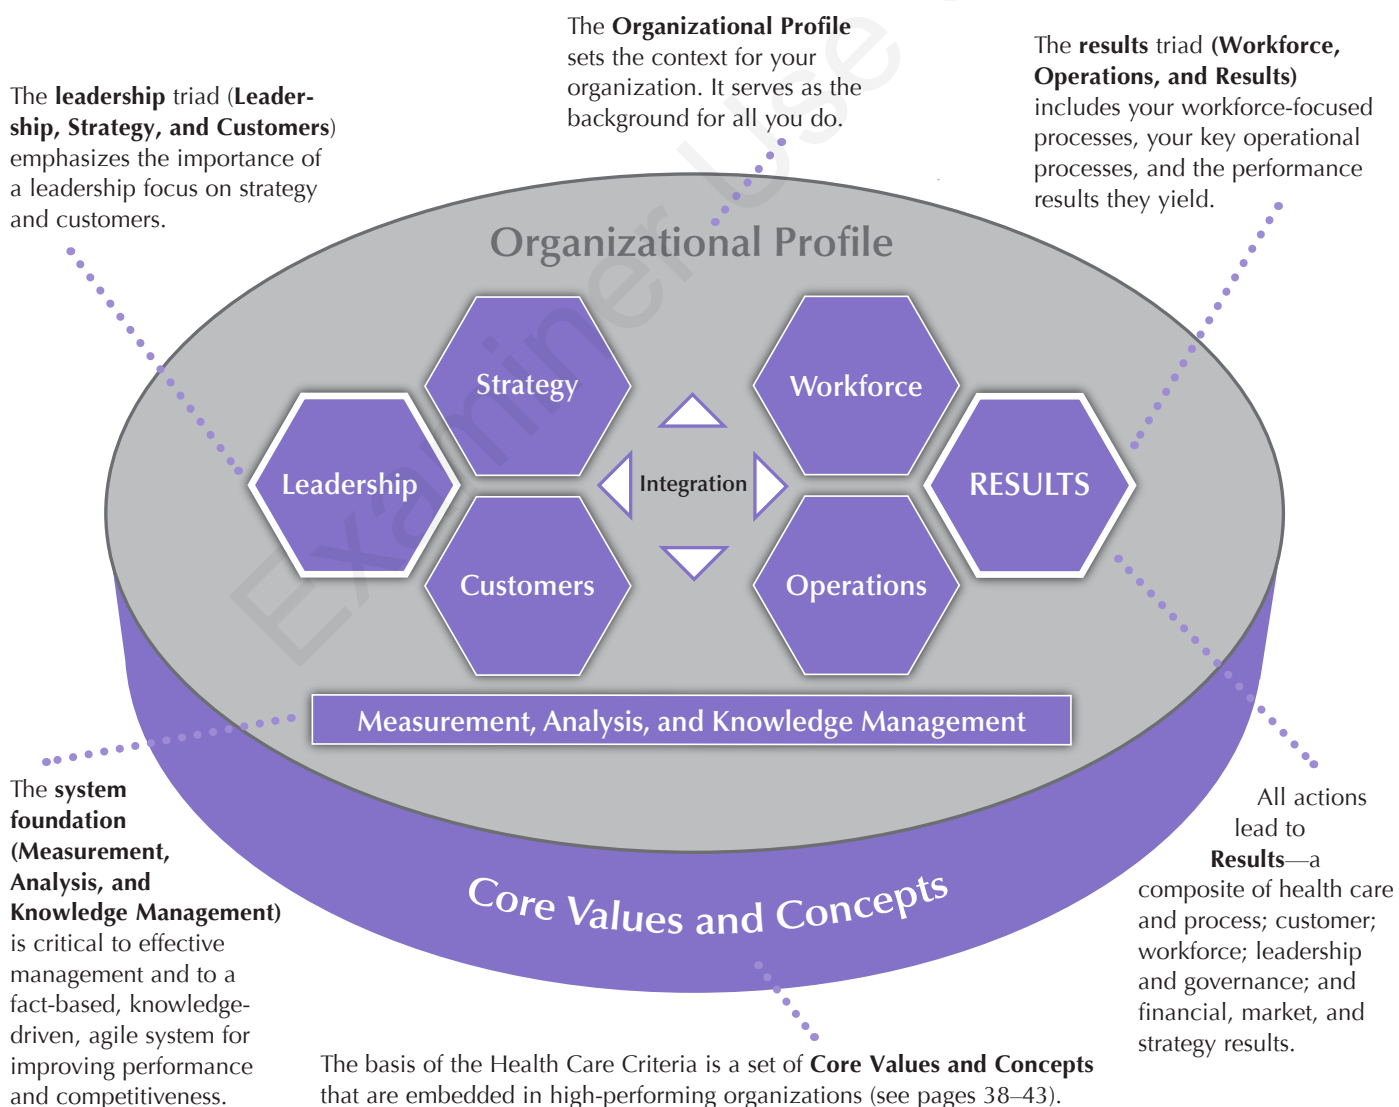 The Organizational Profile
sets the context for your
organization. It serves as the
background for all you do.
The results triad (Workforce,
Operations, and Results)
includes your workforce-focused
processes, your key operational
processes, and the performance
results they yield.
The leadership triad (Leader-
ship, Strategy, and Customers)
emphasizes the importance of
a leadership focus on strategy
and customers.
Organizational Profile
Strategy
Workforce
Leadership
Integration
RESULTS
Customers
Operations
Measurement, Analysis, and Knowledge Management
Core Values and Concepts
The system
foundation
(Measurement,
Analysis, and
Knowledge Management)
is critical to effective
management and to a
fact-based, knowledge-
driven, agile system for
improving performance
and competitiveness.
All actions
lead to
Results—a
composite of health care
and process; customer;
workforce; leadership
and governance; and
financial, market, and
strategy results.
The basis of the Health Care Criteria is a set of Core Values and Concepts
that are embedded in high-performing organizations (see pages 38–43).
Examiner Use